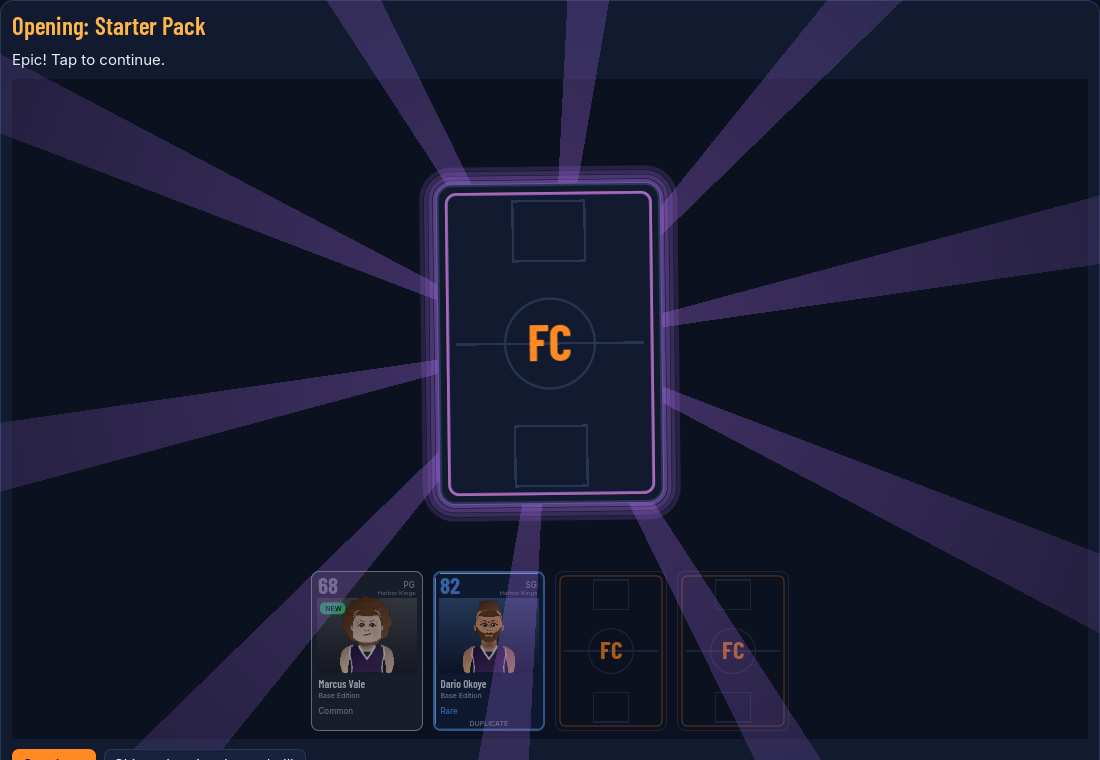 Opening: Starter Pack
Epic! Tap to continue.
FC
68
PG
Harbor Kings
NEW
Marcus Vale
Base Edition
Common
82
SG
Harbor Kings
Dario Okoye
Base Edition
Rare
DUPLICATE
FC
FC